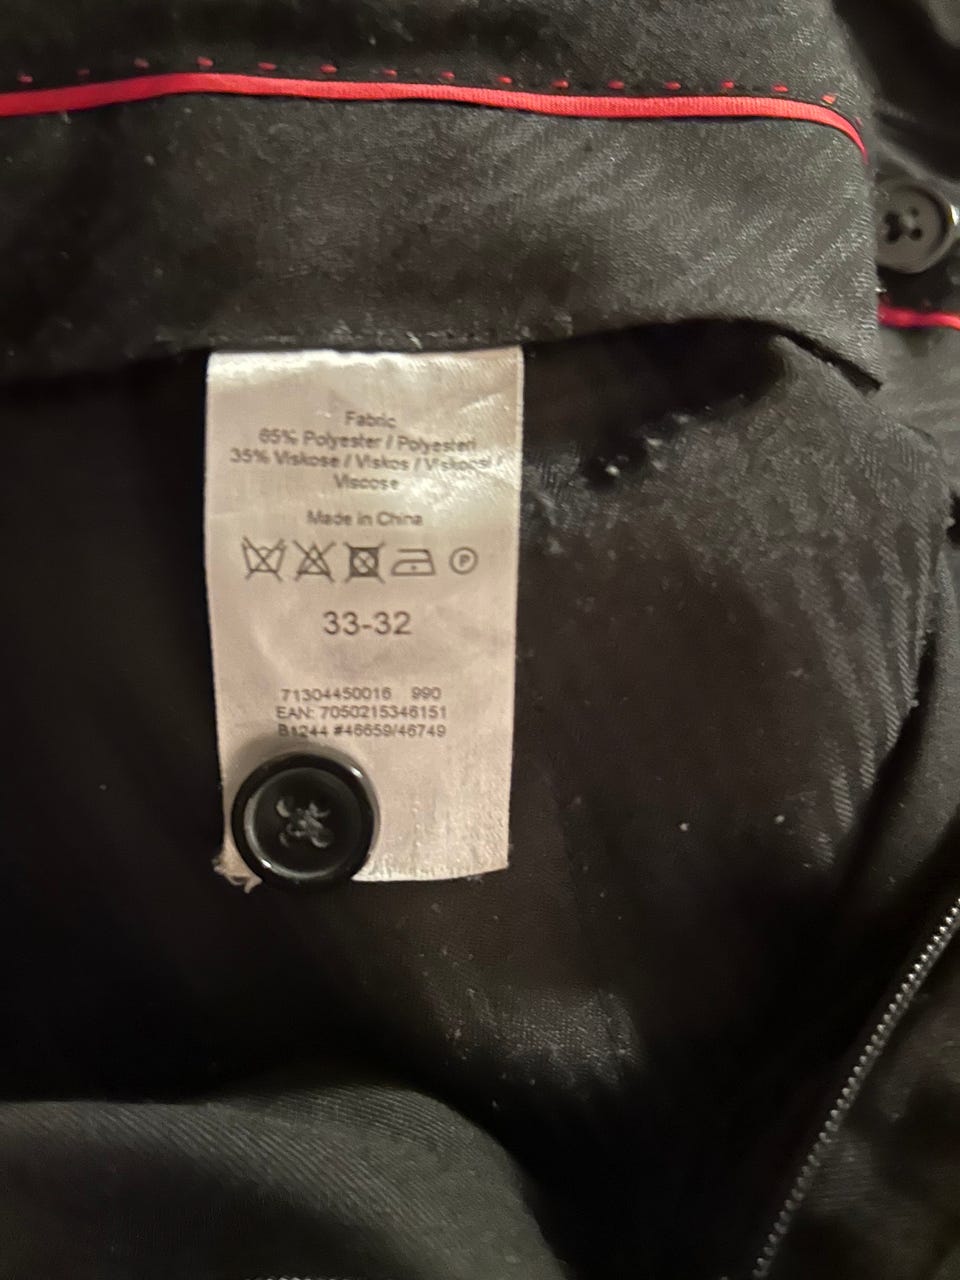 Fabric
65% Polyester / Polyesteri
35% Viskose / Viskos / Viskoosi /
Viscose
Made in China
P
33-32
71304450016 990
EAN: 7050215346151
B1244 #46659/46749